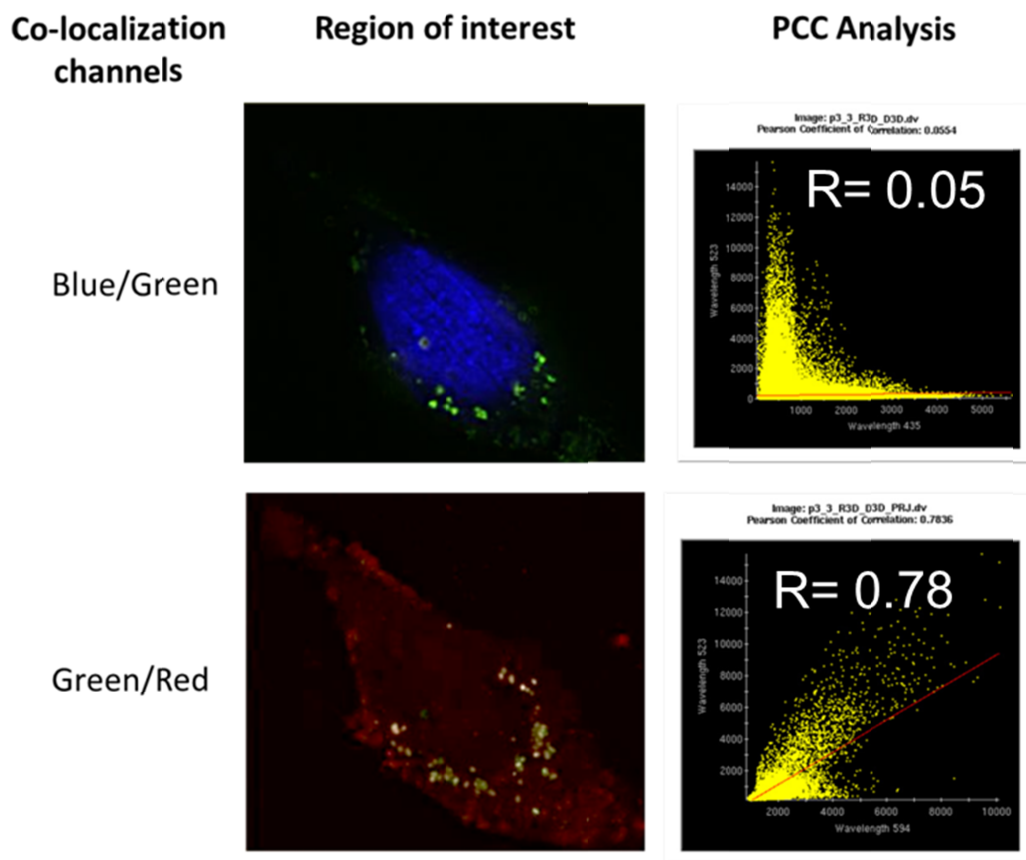 Co-localization
channels
Region of interest
PCC Analysis
Blue/Green
Image: p3_3_R3D_D3D.dv
Pearson Coefficient of Correlation: 0.0554
R= 0.05
14000
12000
10000
8000
6000
4000
2000
0
Wavelength 523
1000 2000 3000 4000 5000
Wavelength 435
Green/Red
Image: p3_3_R3D_D3D_PRJ.dv
Pearson Coefficient of Correlation: 0.7836
R= 0.78
14000
12000
10000
8000
6000
4000
2000
Wavelength 523
2000 4000 6000 8000 10000
Wavelength 594